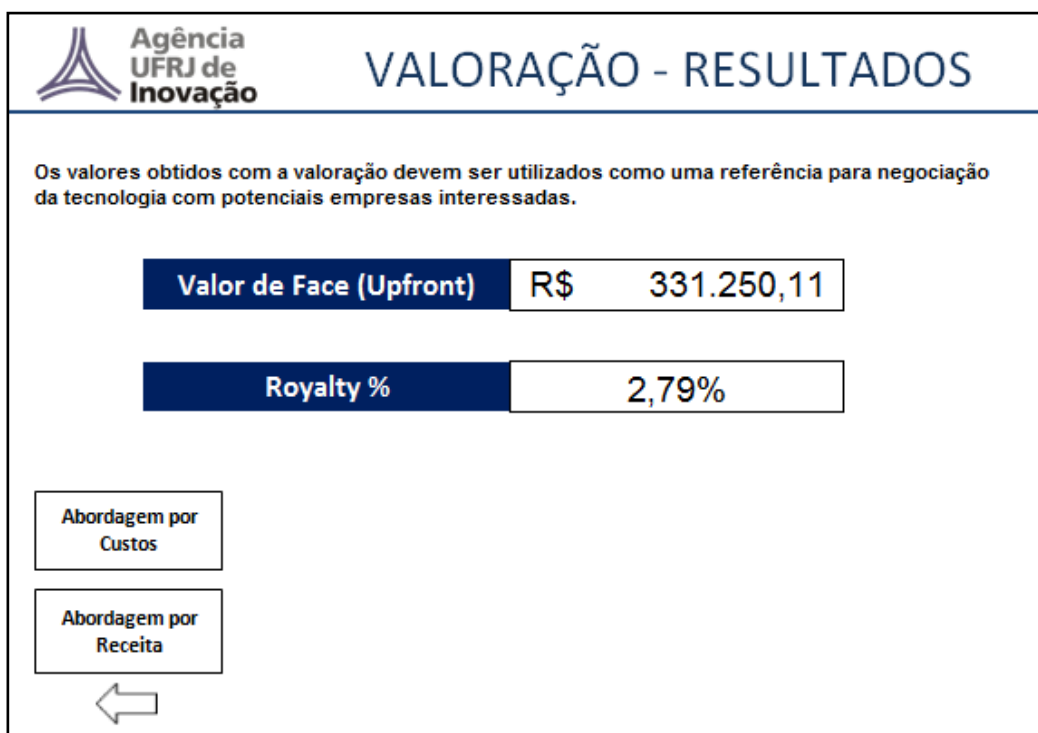 Agência
UFRJ de
Inovação
VALORAÇÃO - RESULTADOS
Os valores obtidos com a valoração devem ser utilizados como uma referência para negociação
da tecnologia com potenciais empresas interessadas.
Valor de Face (Upfront) R$ 331.250,11
Royalty % 2,79%
Abordagem por
Custos
Abordagem por
Receita